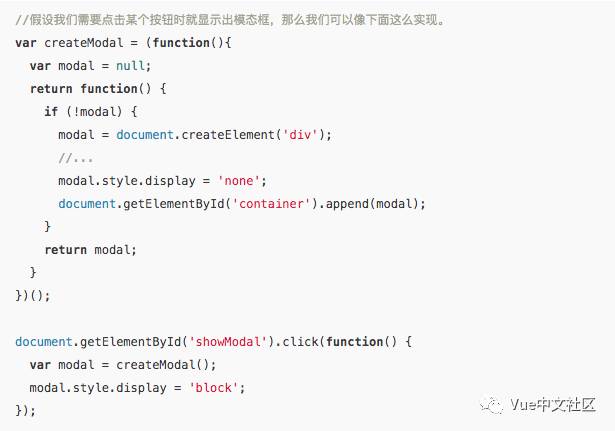 //假设我们需要点击某个按钮时就显示出模态框，那么我们可以像下面这么实现。
var createModal = (function(){
  var modal = null;
  return function() {
    if (!modal) {
      modal = document.createElement('div');
      //...
      modal.style.display = 'none';
      document.getElementById('container').append(modal);
    }
    return modal;
  }
})();

document.getElementById('showModal').click(function() {
  var modal = createModal();
  modal.style.display = 'block';
});
Vue中文社区